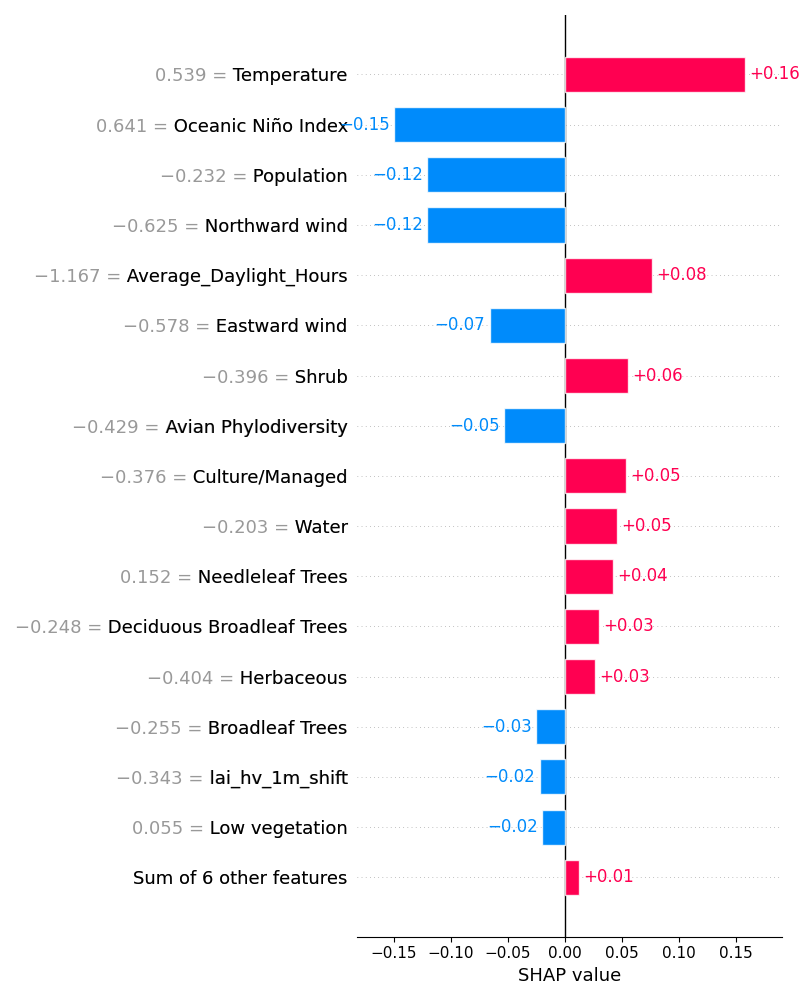 0.539 = Temperature +0.16
0.641 = Oceanic Niño Index −0.15
−0.232 = Population −0.12
−0.625 = Northward wind −0.12
−1.167 = Average_Daylight_Hours +0.08
−0.578 = Eastward wind −0.07
−0.396 = Shrub +0.06
−0.429 = Avian Phylodiversity −0.05
−0.376 = Culture/Managed +0.05
−0.203 = Water +0.05
0.152 = Needleleaf Trees +0.04
−0.248 = Deciduous Broadleaf Trees +0.03
−0.404 = Herbaceous +0.03
−0.255 = Broadleaf Trees −0.03
−0.343 = lai_hv_1m_shift −0.02
0.055 = Low vegetation −0.02
Sum of 6 other features +0.01
−0.15 −0.10 −0.05 0.00 0.05 0.10 0.15
SHAP value